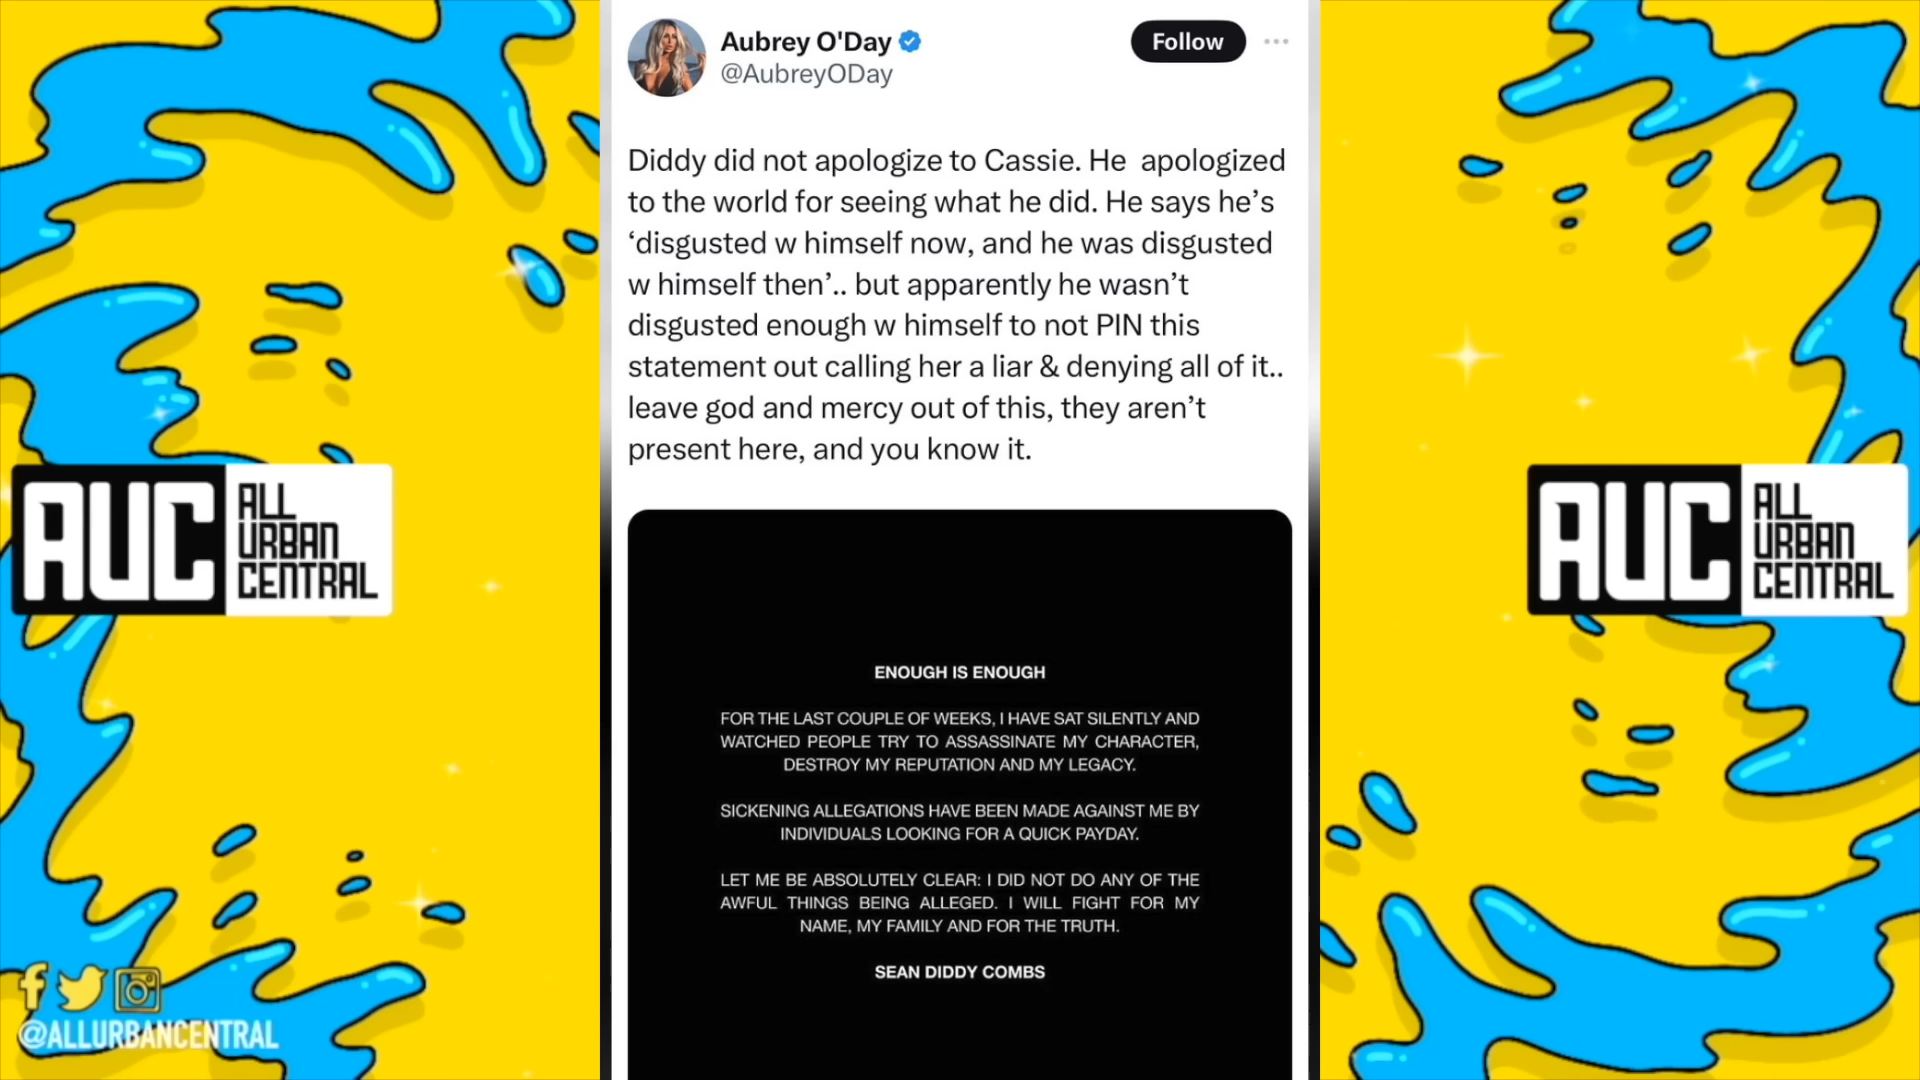 Aubrey O'Day
Follow
@AubreyODay
Diddy did not apologize to Cassie. He  apologized
to the world for seeing what he did. He says he’s
‘disgusted w himself now, and he was disgusted
w himself then’.. but apparently he wasn’t
disgusted enough w himself to not PIN this
statement out calling her a liar & denying all of it..
leave god and mercy out of this, they aren’t
present here, and you know it.
ENOUGH IS ENOUGH
FOR THE LAST COUPLE OF WEEKS, I HAVE SAT SILENTLY AND
WATCHED PEOPLE TRY TO ASSASSINATE MY CHARACTER,
DESTROY MY REPUTATION AND MY LEGACY.
SICKENING ALLEGATIONS HAVE BEEN MADE AGAINST ME BY
INDIVIDUALS LOOKING FOR A QUICK PAYDAY.
LET ME BE ABSOLUTELY CLEAR: I DID NOT DO ANY OF THE
AWFUL THINGS BEING ALLEGED. I WILL FIGHT FOR MY
NAME, MY FAMILY AND FOR THE TRUTH.
SEAN DIDDY COMBS
AUC
ALL
URBAN
CENTRAL
AUC
ALL
URBAN
CENTRAL
@ALLURBANCENTRAL